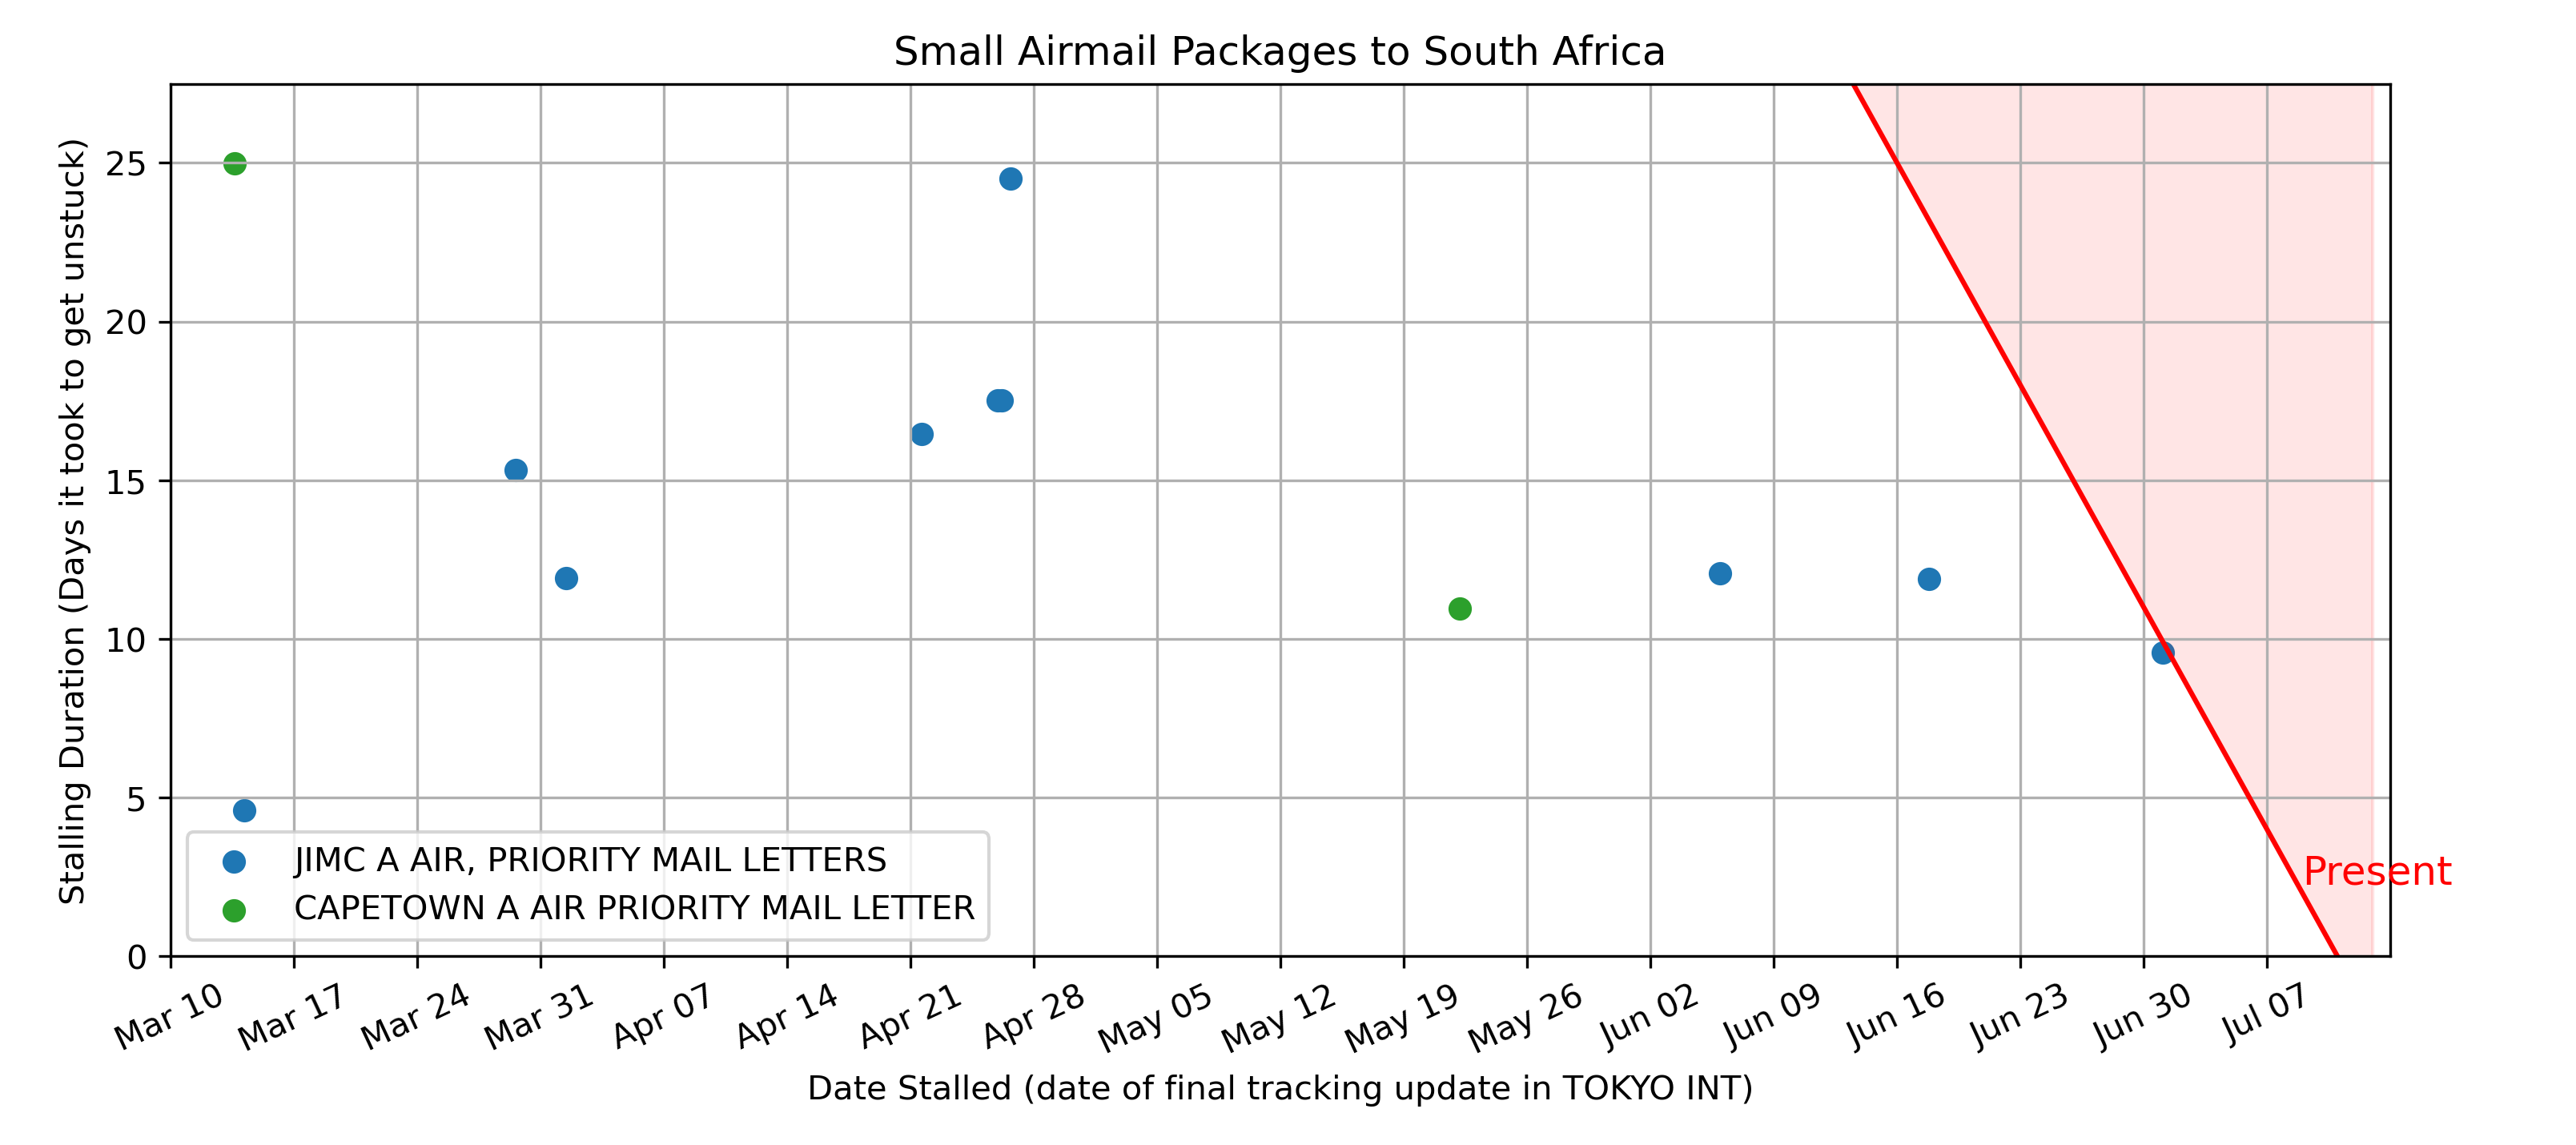 Small Airmail Packages to South Africa
Stalling Duration (Days it took to get unstuck)
25
20
15
10
5
0
JIMC A AIR, PRIORITY MAIL LETTERS
CAPETOWN A AIR PRIORITY MAIL LETTER
Present
Mar 10
Mar 17
Mar 24
Mar 31
Apr 07
Apr 14
Apr 21
Apr 28
May 05
May 12
May 19
May 26
Jun 02
Jun 09
Jun 16
Jun 23
Jun 30
Jul 07
Date Stalled (date of final tracking update in TOKYO INT)